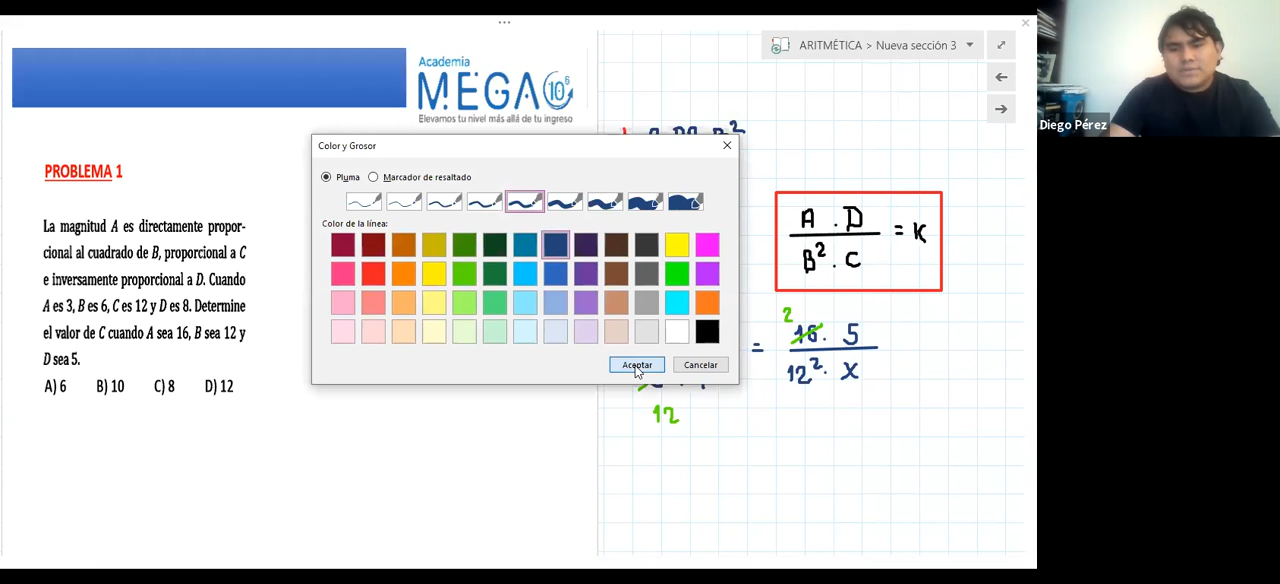 ARITMÉTICA > Nueva sección 3
Academia
MEGA 10⁶
Elevamos tu nivel más allá de tu ingreso
Diego Pérez
Color y Grosor
Pluma
Marcador de resaltado
Color de la línea:
Aceptar
Cancelar
PROBLEMA 1
La magnitud A es directamente propor-
cional al cuadrado de B, proporcional a C
e inversamente proporcional a D. Cuando
A es 3, B es 6, C es 12 y D es 8. Determine
el valor de C cuando A sea 16, B sea 12 y
D sea 5.
A) 6 B) 10 C) 8 D) 12
A . D
B² . C
= K
2
= 16 . 5
12² . x
12